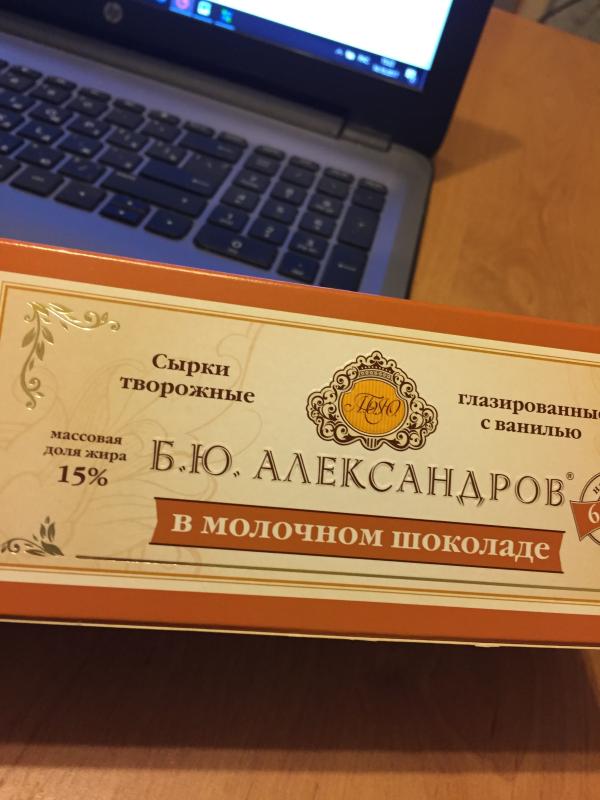 Сырки
творожные
глазированные
с ванилью
массовая
доля жира
15%
Б.Ю. АЛЕКСАНДРОВ®
в молочном шоколаде